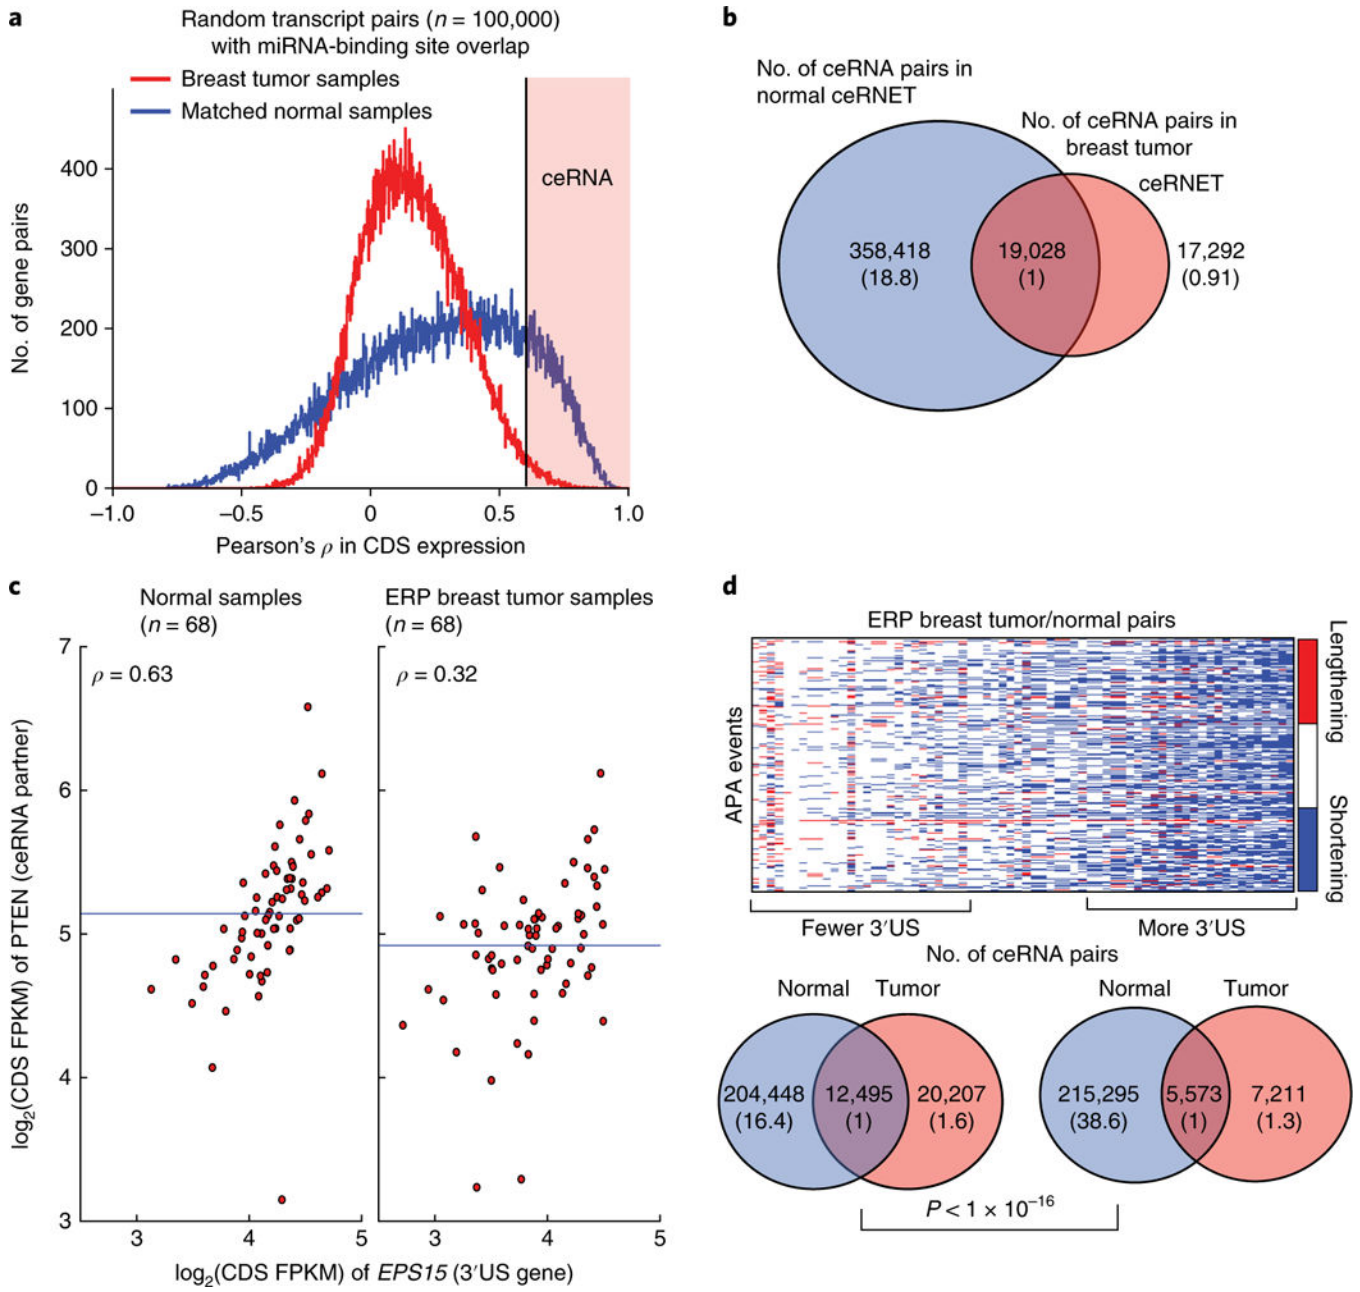 a
Random transcript pairs (n = 100,000)
with miRNA-binding site overlap
Breast tumor samples
Matched normal samples
ceRNA
No. of gene pairs
400
300
200
100
0
−1.0
−0.5
0
0.5
1.0
Pearson's ρ in CDS expression
b
No. of ceRNA pairs in
normal ceRNET
No. of ceRNA pairs in
breast tumor
ceRNET
358,418
(18.8)
19,028
(1)
17,292
(0.91)
c
Normal samples
(n = 68)
ERP breast tumor samples
(n = 68)
ρ = 0.63
ρ = 0.32
log2(CDS FPKM) of PTEN (ceRNA partner)
7
6
5
4
3
3
4
5
3
4
5
log2(CDS FPKM) of EPS15 (3′US gene)
d
ERP breast tumor/normal pairs
APA events
Lengthening
Shortening
Fewer 3′US
More 3′US
No. of ceRNA pairs
Normal
Tumor
204,448
(16.4)
12,495
(1)
20,207
(1.6)
Normal
Tumor
215,295
(38.6)
5,573
(1)
7,211
(1.3)
P < 1 × 10−16